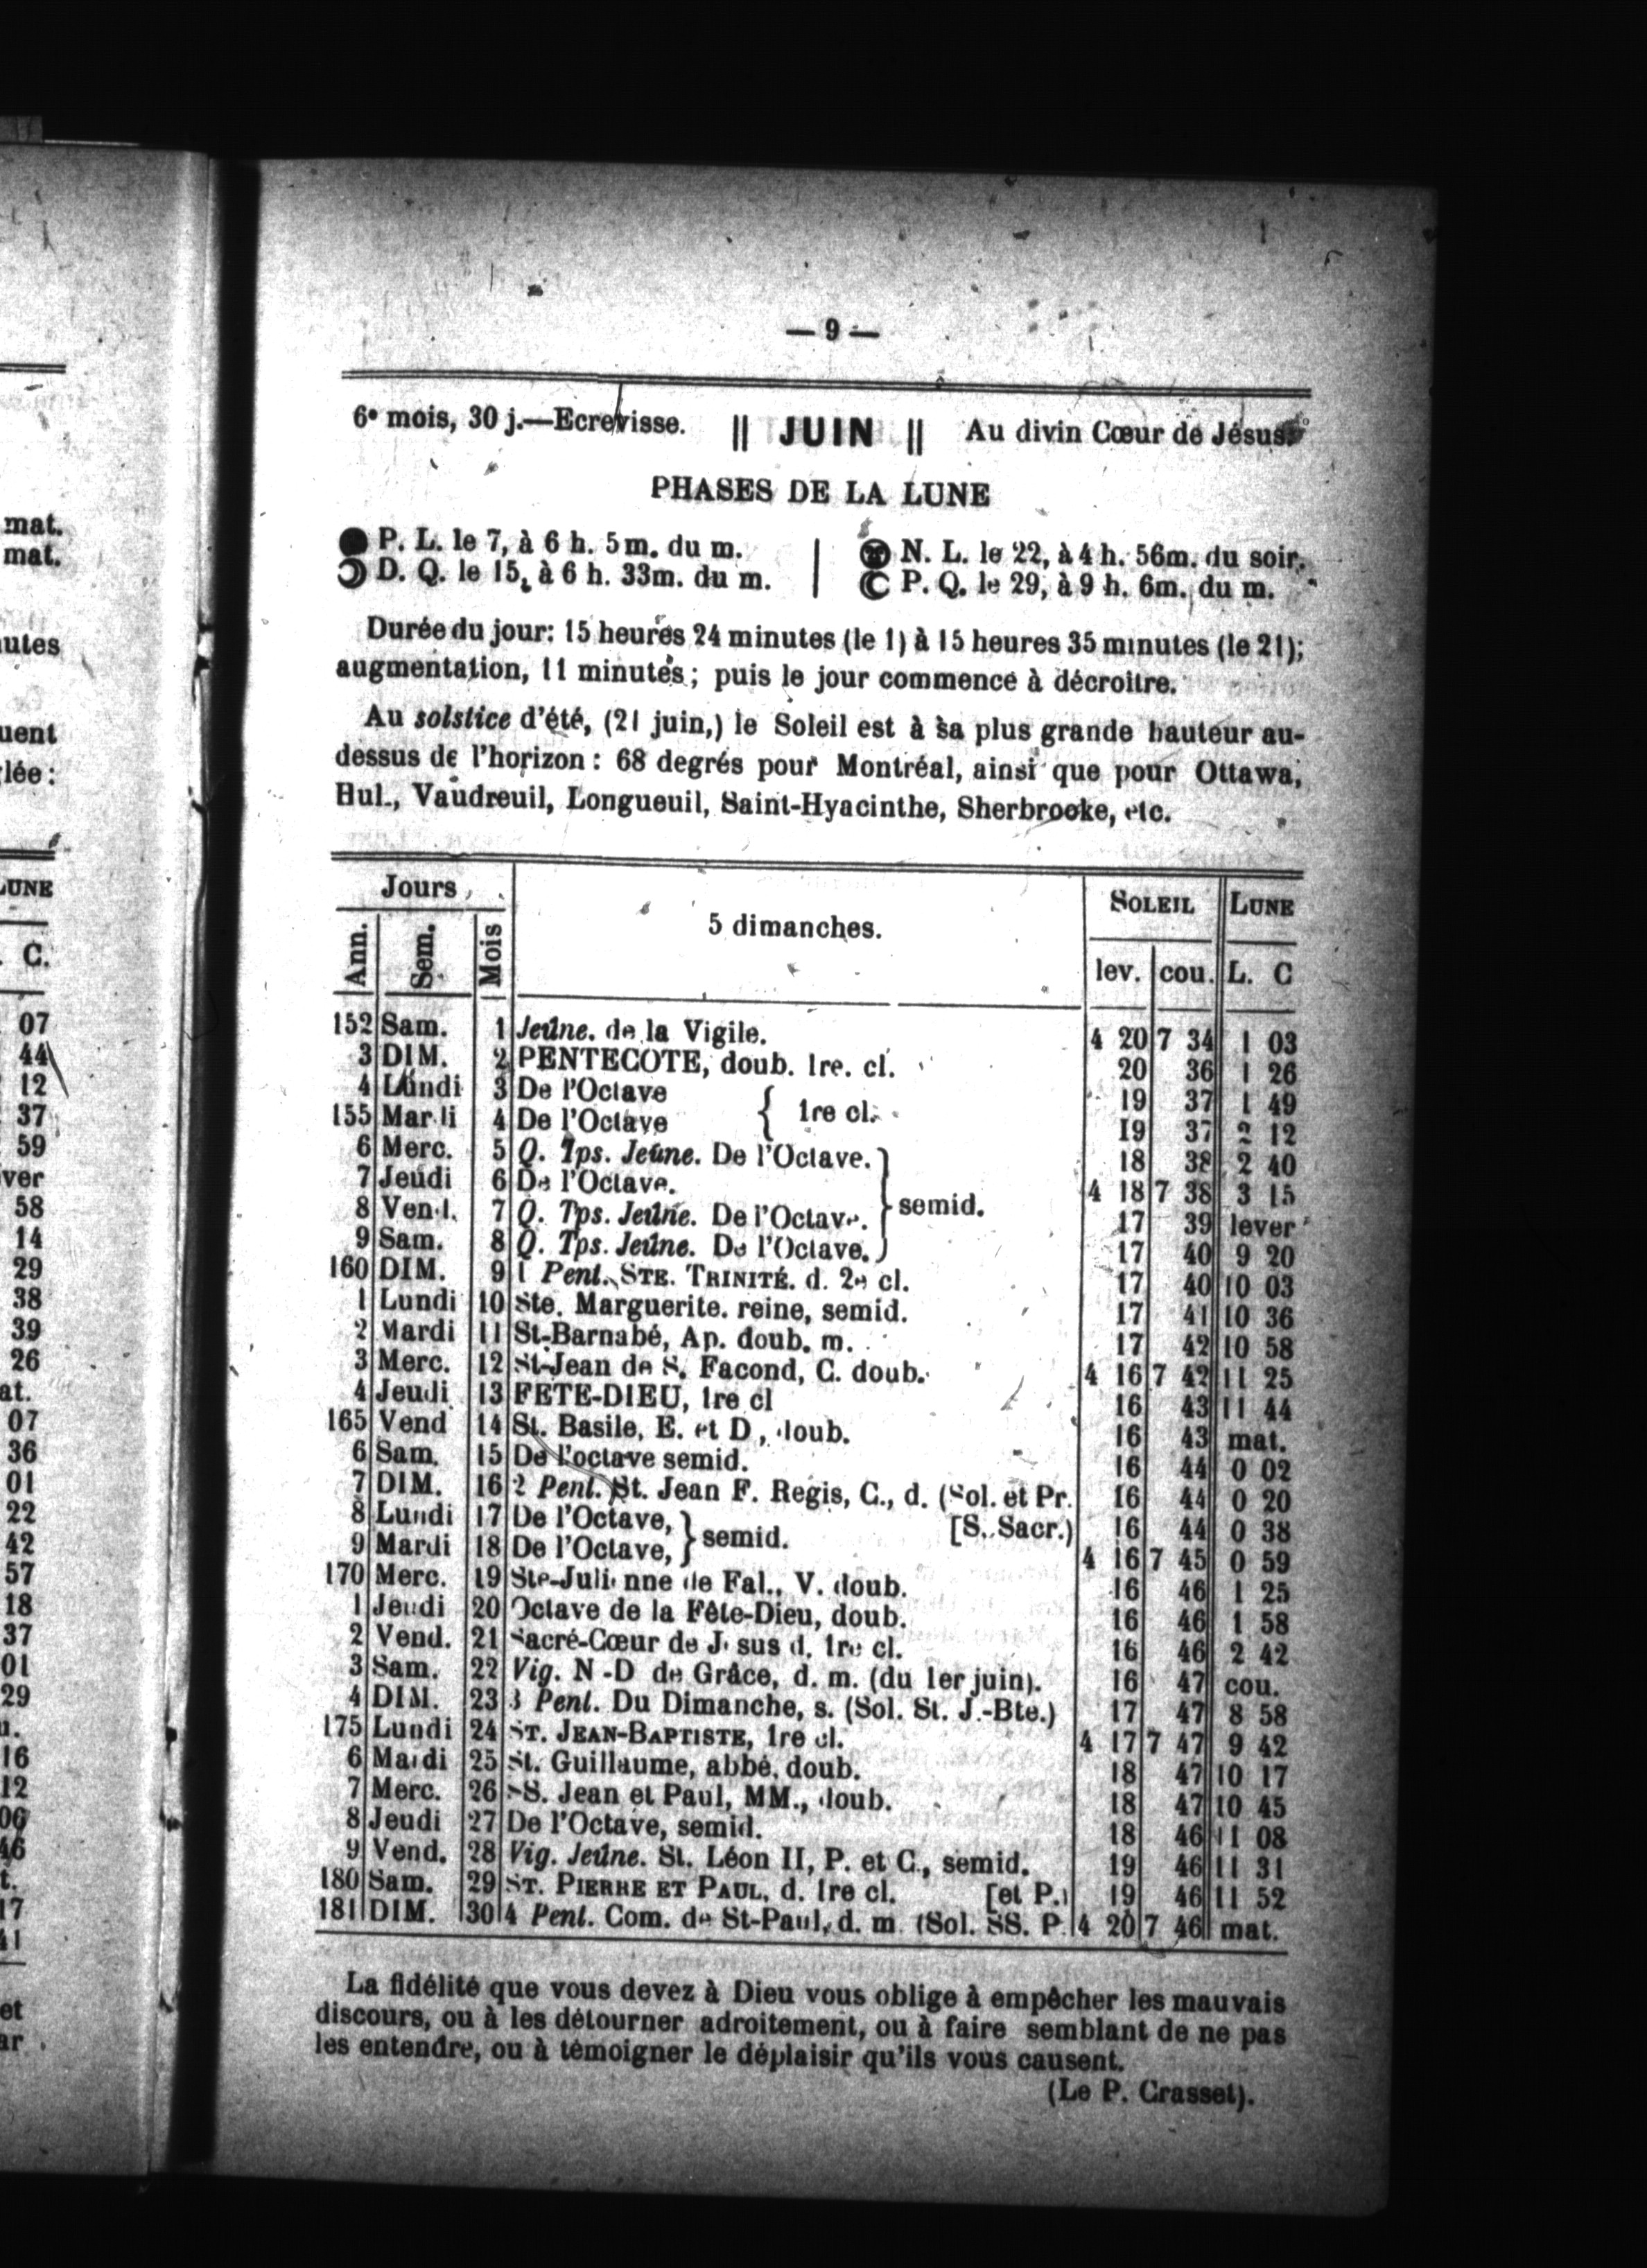 — 9 —
6e mois, 30 j.—Ecrevisse. || JUIN || Au divin Cœur de Jésus.
PHASES DE LA LUNE
P. L. le 7, à 6 h. 5m. du m.
D. Q. le 15, à 6 h. 33m. du m.
N. L. le 22, à 4 h. 56m. du soir.
P. Q. le 29, à 9 h. 6m. du m.
Durée du jour: 15 heures 24 minutes (le 1) à 15 heures 35 minutes (le 21);
augmentation, 11 minutes; puis le jour commence à décroitre.
Au solstice d'été, (21 juin,) le Soleil est à sa plus grande hauteur au-
dessus de l'horizon: 68 degrés pour Montréal, ainsi que pour Ottawa,
Hul., Vaudreuil, Longueuil, Saint-Hyacinthe, Sherbrooke, etc.
Jours 5 dimanches. SOLEIL LUNE
Ann. Sem. Mois lev. cou. L. C
152 Sam. 1 Jeûne. de la Vigile. 4 20 7 34 1 03
3 DIM. 2 PENTECOTE, doub. 1re. cl. 20 36 1 26
4 Lundi 3 De l'Octave { 1re cl. 19 37 1 49
155 Mardi 4 De l'Octave 19 37 2 12
6 Merc. 5 Q. Tps. Jeûne. De l'Octave. } semid. 18 38 2 40
7 Jeudi 6 De l'Octave. 4 18 7 38 3 15
8 Vend. 7 Q. Tps. Jeûne. De l'Octave. 17 39 lever
9 Sam. 8 Q. Tps. Jeûne. De l'Octave. 17 40 9 20
160 DIM. 9 1 Pent. STE. TRINITÉ. d. 2e cl. 17 40 10 03
1 Lundi 10 Ste. Marguerite. reine, semid. 17 41 10 36
2 Mardi 11 St-Barnabé, Ap. doub. m. 17 42 10 58
3 Merc. 12 St-Jean de S. Facond, C. doub. 4 16 7 42 11 25
4 Jeudi 13 FETE-DIEU, 1re cl 16 43 11 44
165 Vend 14 St. Basile, E. et D, doub. 16 43 mat.
6 Sam. 15 De l'octave semid. 16 44 0 02
7 DIM. 16 2 Pent. St. Jean F. Regis, C., d. (Sol. et Pr. 16 44 0 20
8 Lundi 17 De l'Octave, } semid. [S. Sacr.) 16 44 0 38
9 Mardi 18 De l'Octave, 4 16 7 45 0 59
170 Merc. 19 Ste-Julienne de Fal., V. doub. 16 46 1 25
1 Jeudi 20 Octave de la Fête-Dieu, doub. 16 46 1 58
2 Vend. 21 Sacré-Cœur de Jésus d. 1re cl. 16 46 2 42
3 Sam. 22 Vig. N-D de Grâce, d. m. (du 1er juin). 16 47 cou.
4 DIM. 23 3 Pent. Du Dimanche, s. (Sol. St. J.-Bte.) 17 47 8 58
175 Lundi 24 ST. JEAN-BAPTISTE, 1re cl. 4 17 7 47 9 42
6 Mardi 25 St. Guillaume, abbé, doub. 18 47 10 17
7 Merc. 26 SS. Jean et Paul, MM., doub. 18 47 10 45
8 Jeudi 27 De l'Octave, semid. 18 46 11 08
9 Vend. 28 Vig. Jeûne. St. Léon II, P. et C., semid. 19 46 11 31
180 Sam. 29 ST. PIERRE ET PAUL, d. 1re cl. [et P.) 19 46 11 52
181 DIM. 30 4 Pent. Com. de St-Paul, d. m. (Sol. SS. P. 4 20 7 46 mat.
La fidélité que vous devez à Dieu vous oblige à empêcher les mauvais
discours, ou à les détourner adroitement, ou à faire semblant de ne pas
les entendre, ou à témoigner le déplaisir qu'ils vous causent.
(Le P. Crasset).